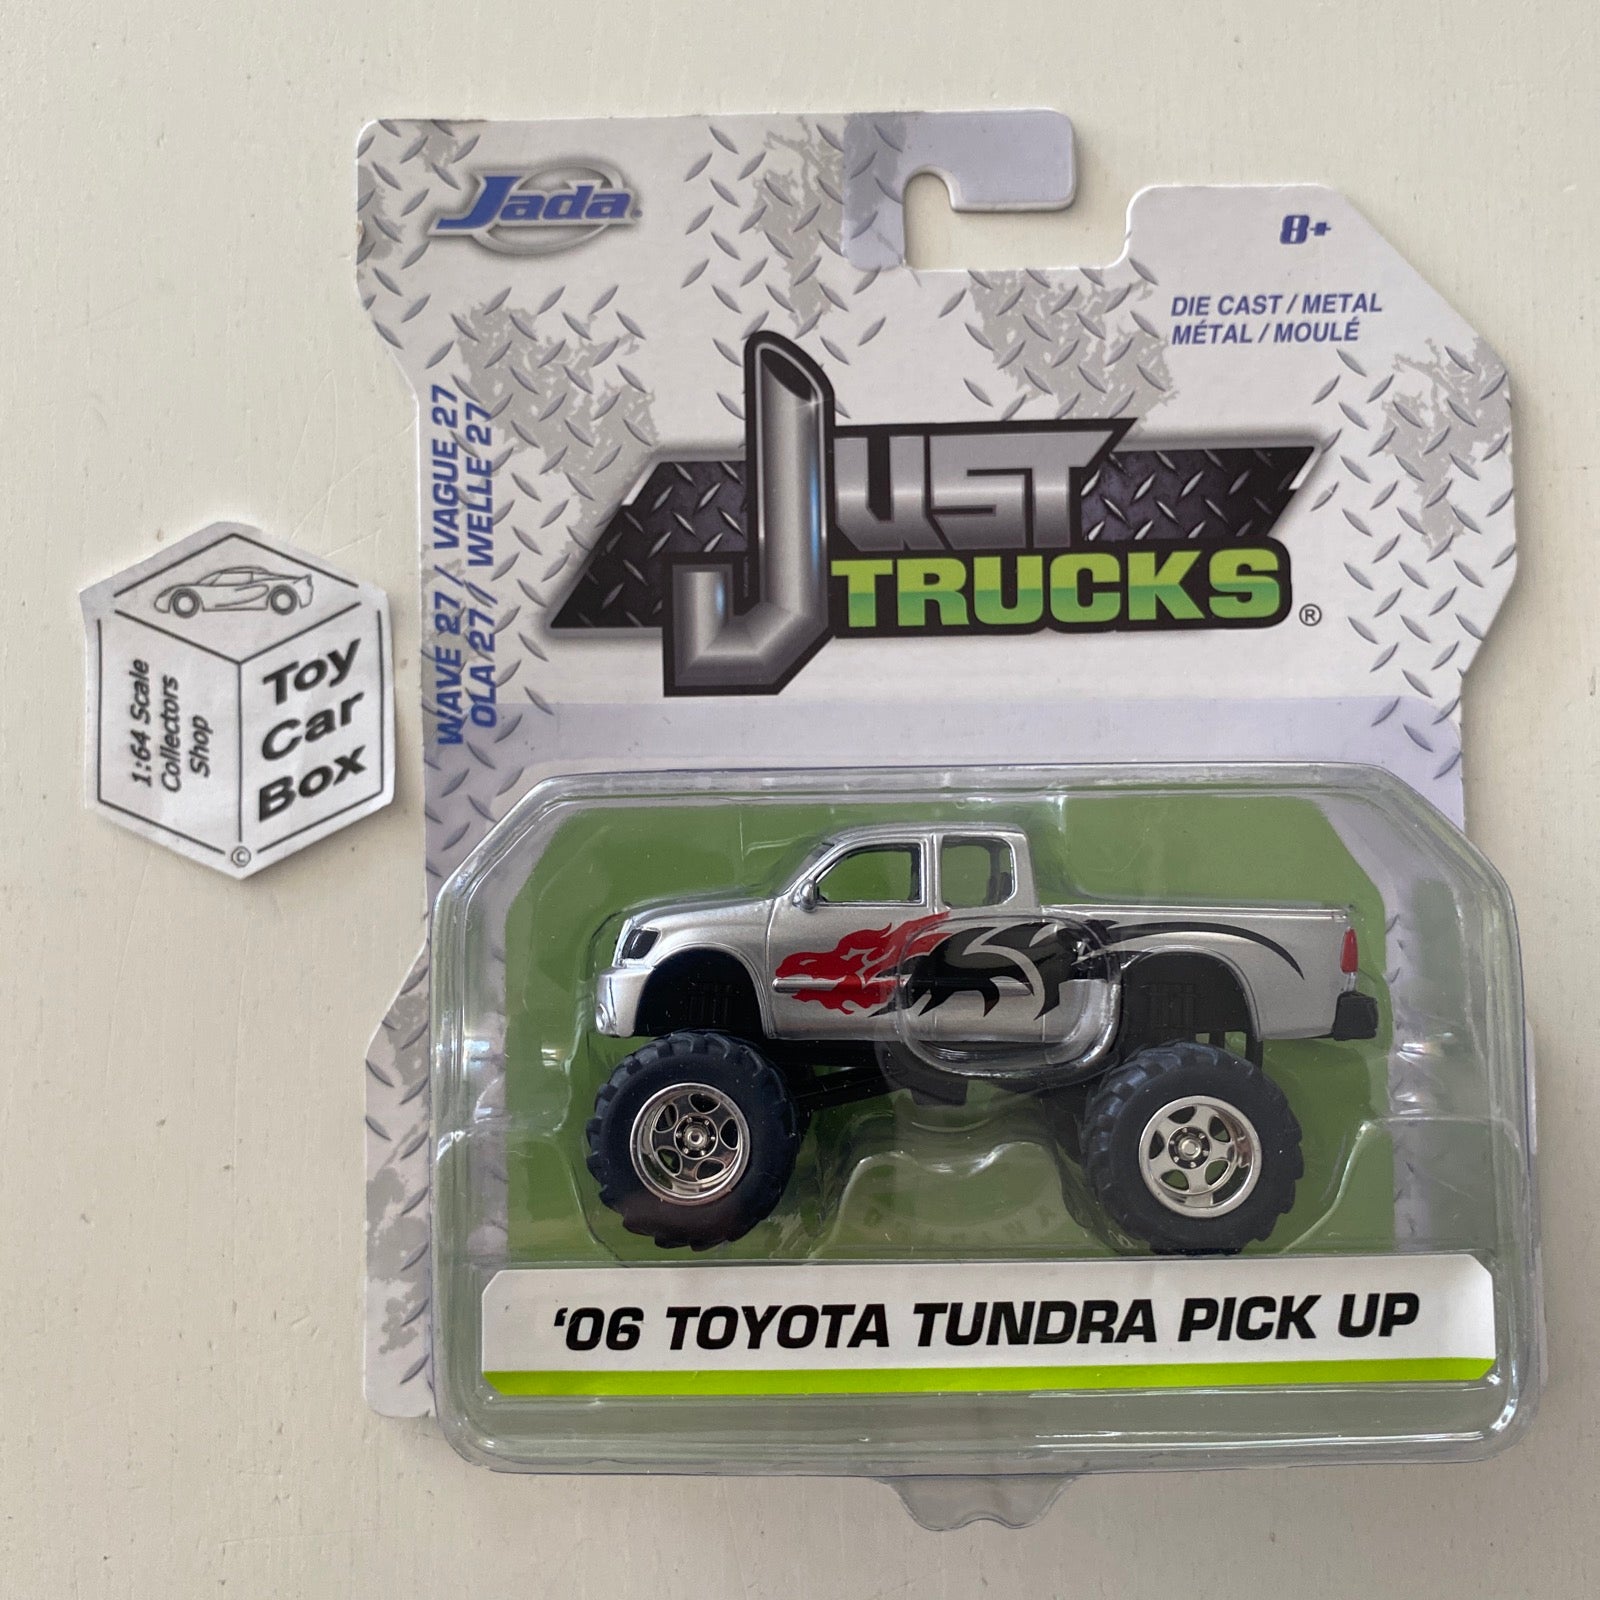 Jada
8+
DIE CAST / METAL
MÉTAL / MOULÉ
WAVE 27 / VAGUE 27
OLA 27 / WELLE 27
JUST
TRUCKS®
1:64 Scale
Collectors
Shop
Toy
Car
Box
©
'06 TOYOTA TUNDRA PICK UP